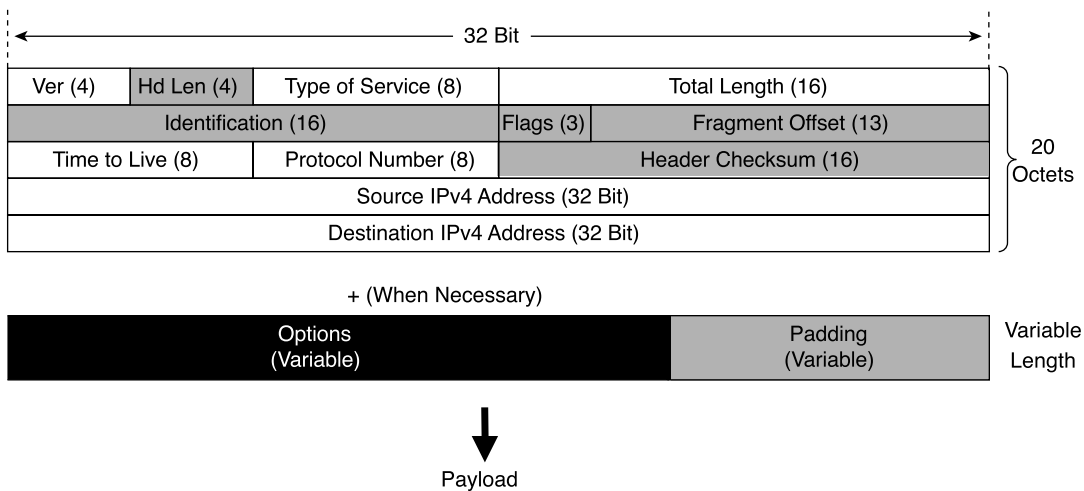 32 Bit
Ver (4) Hd Len (4) Type of Service (8) Total Length (16)
Identification (16) Flags (3) Fragment Offset (13)
Time to Live (8) Protocol Number (8) Header Checksum (16)
Source IPv4 Address (32 Bit)
Destination IPv4 Address (32 Bit)
20
Octets
+ (When Necessary)
Options
(Variable)
Padding
(Variable)
Variable
Length
Payload